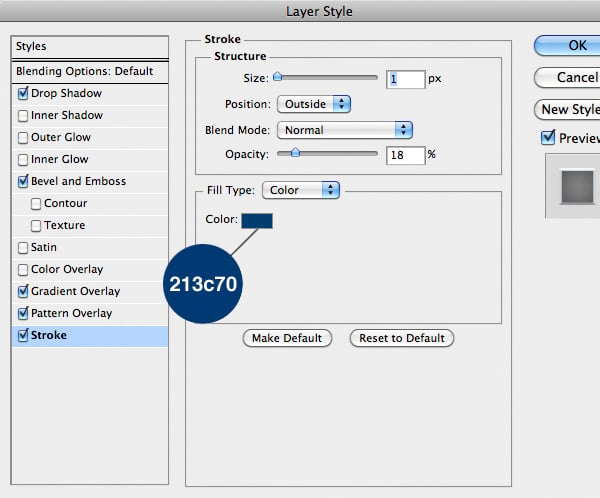 Layer Style
Styles
Blending Options: Default
Drop Shadow
Inner Shadow
Outer Glow
Inner Glow
Bevel and Emboss
Contour
Texture
Satin
Color Overlay
Gradient Overlay
Pattern Overlay
Stroke
Stroke
Structure
Size: 1 px
Position: Outside
Blend Mode: Normal
Opacity: 18 %
Fill Type: Color
Color:
213c70
Make Default Reset to Default
OK
Cancel
New Style
Preview